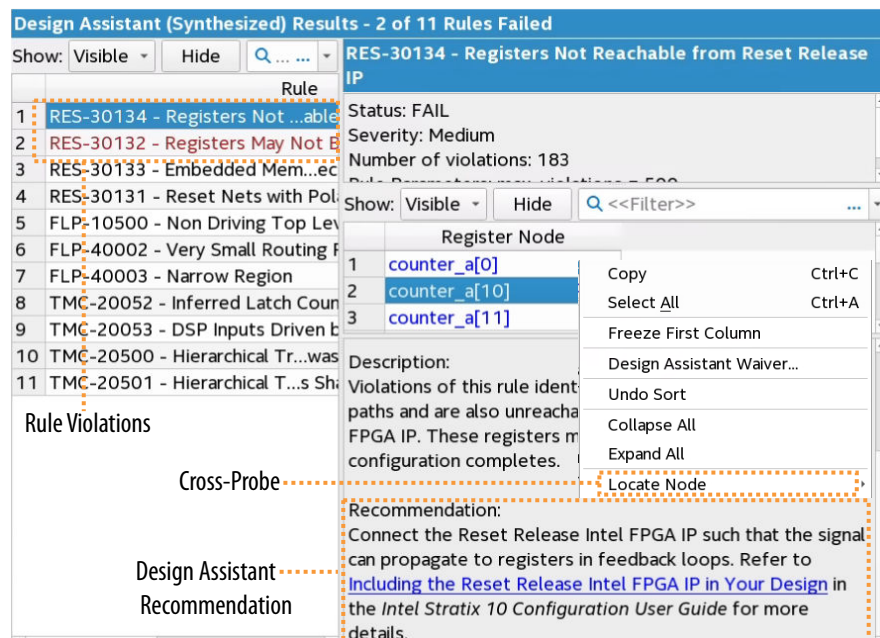 Design Assistant (Synthesized) Results - 2 of 11 Rules Failed
Show: Visible Hide ... ...
Rule
1 RES-30134 - Registers Not ...able
2 RES-30132 - Registers May Not B
3 RES-30133 - Embedded Mem...ec
4 RES-30131 - Reset Nets with Pol
5 FLP-10500 - Non Driving Top Lev
6 FLP-40002 - Very Small Routing R
7 FLP-40003 - Narrow Region
8 TMC-20052 - Inferred Latch Coun
9 TMC-20053 - DSP Inputs Driven b
10 TMC-20500 - Hierarchical Tr...was
11 TMC-20501 - Hierarchical T...s Sha
Rule Violations
Cross-Probe
Design Assistant
Recommendation
RES-30134 - Registers Not Reachable from Reset Release
IP
Status: FAIL
Severity: Medium
Number of violations: 183
Rule Parameters: max_violations = 500
Show: Visible Hide <<Filter>> ...
Register Node
1 counter_a[0]
2 counter_a[10]
3 counter_a[11]
Copy Ctrl+C
Select All Ctrl+A
Freeze First Column
Design Assistant Waiver...
Undo Sort
Collapse All
Expand All
Locate Node
Description:
Violations of this rule ident
paths and are also unreacha
FPGA IP. These registers m
configuration completes.
Recommendation:
Connect the Reset Release Intel FPGA IP such that the signal
can propagate to registers in feedback loops. Refer to
Including the Reset Release Intel FPGA IP in Your Design in
the Intel Stratix 10 Configuration User Guide for more
details.